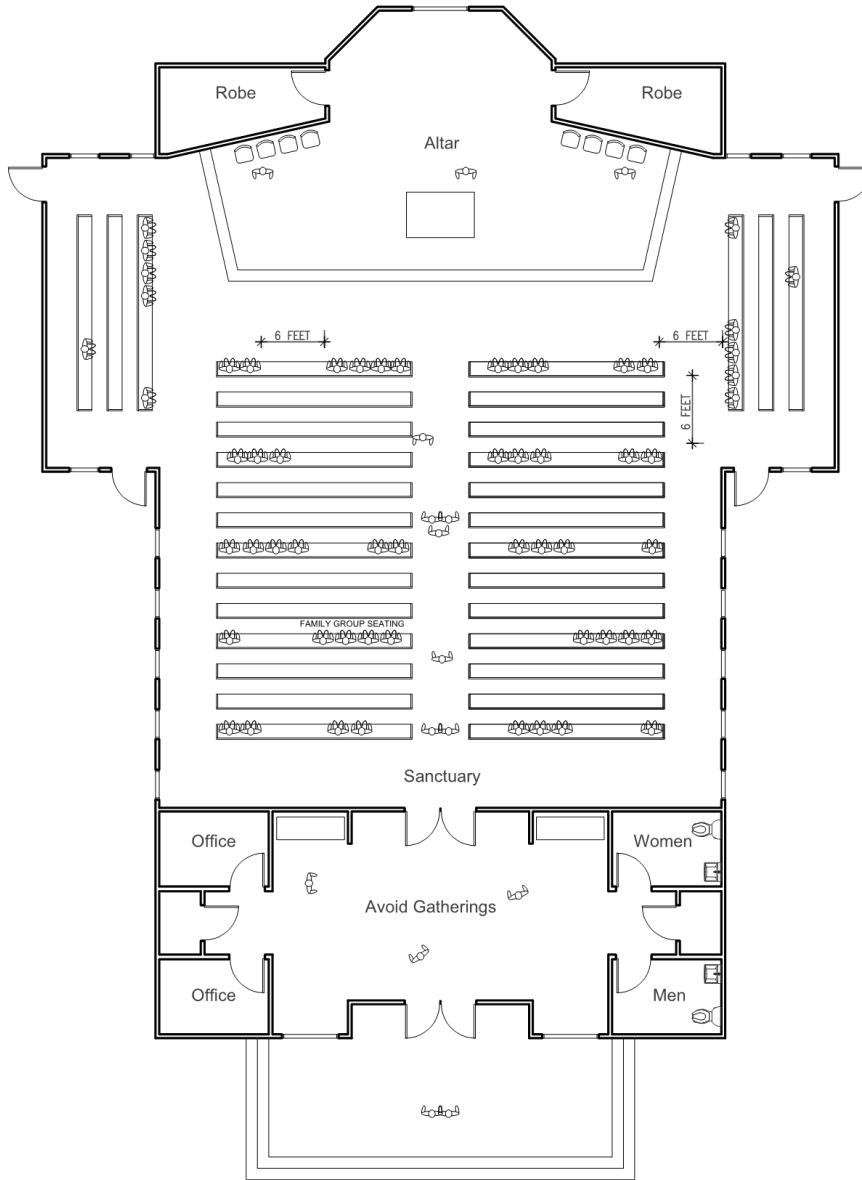 Robe
Robe
Altar
6 FEET
6 FEET
6 FEET
FAMILY GROUP SEATING
Sanctuary
Office
Women
Avoid Gatherings
Office
Men